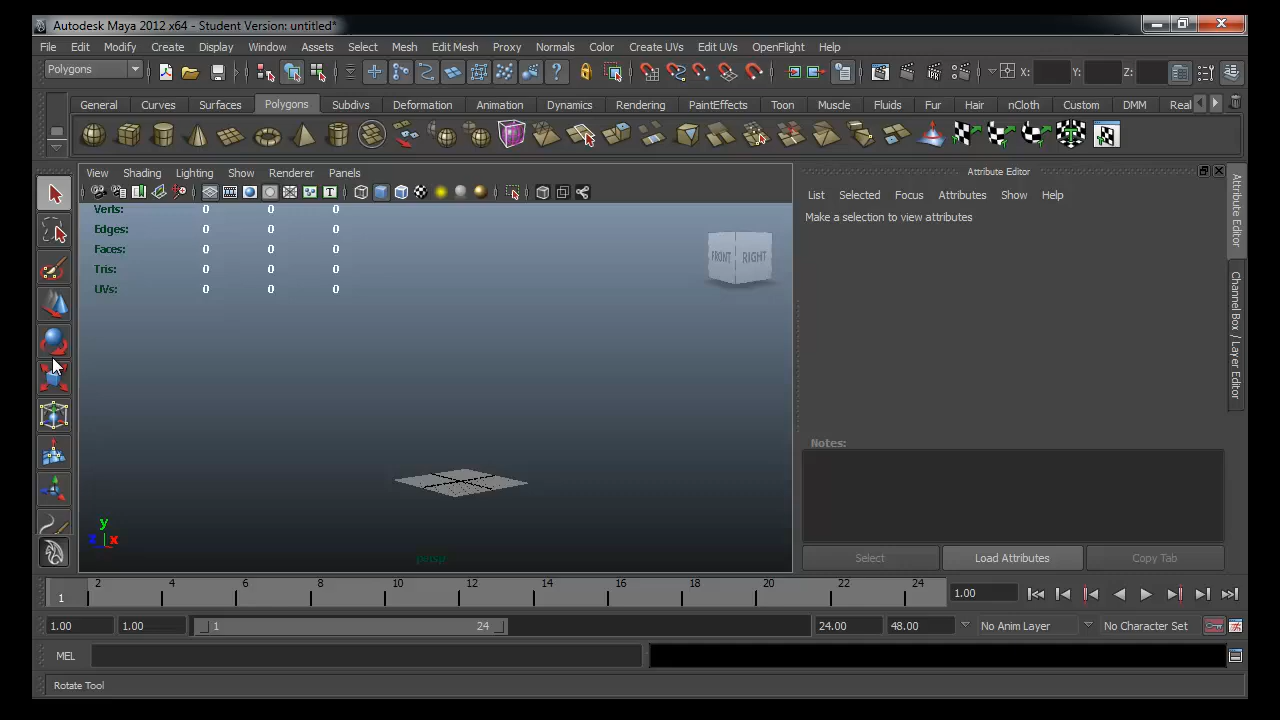 Autodesk Maya 2012 x64 - Student Version: untitled*
File Edit Modify Create Display Window Assets Select Mesh Edit Mesh Proxy Normals Color Create UVs Edit UVs OpenFlight Help
Polygons X: Y: Z:
General Curves Surfaces Polygons Subdivs Deformation Animation Dynamics Rendering PaintEffects Toon Muscle Fluids Fur Hair nCloth Custom DMM Real
View Shading Lighting Show Renderer Panels
Attribute Editor
List Selected Focus Attributes Show Help
Make a selection to view attributes
Verts: 0 0 0
Edges: 0 0 0
Faces: 0 0 0
Tris: 0 0 0
UVs: 0 0 0
FRONT RIGHT
Attribute Editor
Channel Box / Layer Editor
Notes:
y
z x
persp
Select Load Attributes Copy Tab
1 2 4 6 8 10 12 14 16 18 20 22 24 1.00
1.00 1.00 1 24 24.00 48.00 No Anim Layer No Character Set
MEL
Rotate Tool